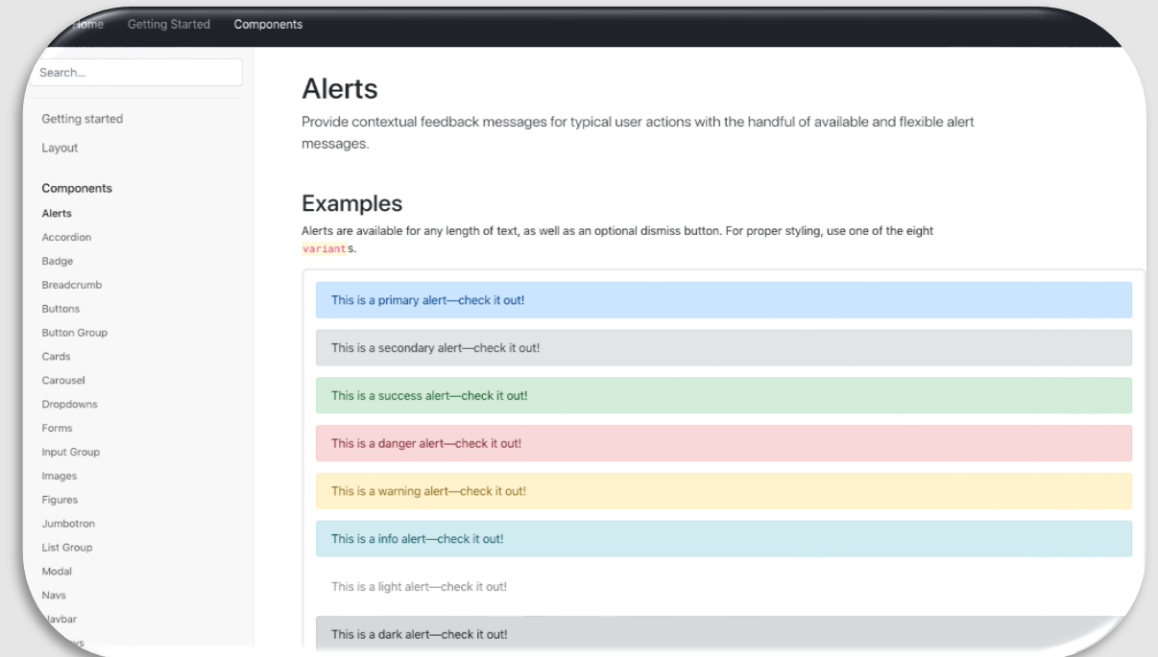 Home Getting Started Components
Search...
Getting started
Layout
Components
Alerts
Accordion
Badge
Breadcrumb
Buttons
Button Group
Cards
Carousel
Dropdowns
Forms
Input Group
Images
Figures
Jumbotron
List Group
Modal
Navs
Navbar
Alerts
Provide contextual feedback messages for typical user actions with the handful of available and flexible alert
messages.
Examples
Alerts are available for any length of text, as well as an optional dismiss button. For proper styling, use one of the eight
variants.
This is a primary alert—check it out!
This is a secondary alert—check it out!
This is a success alert—check it out!
This is a danger alert—check it out!
This is a warning alert—check it out!
This is a info alert—check it out!
This is a light alert—check it out!
This is a dark alert—check it out!